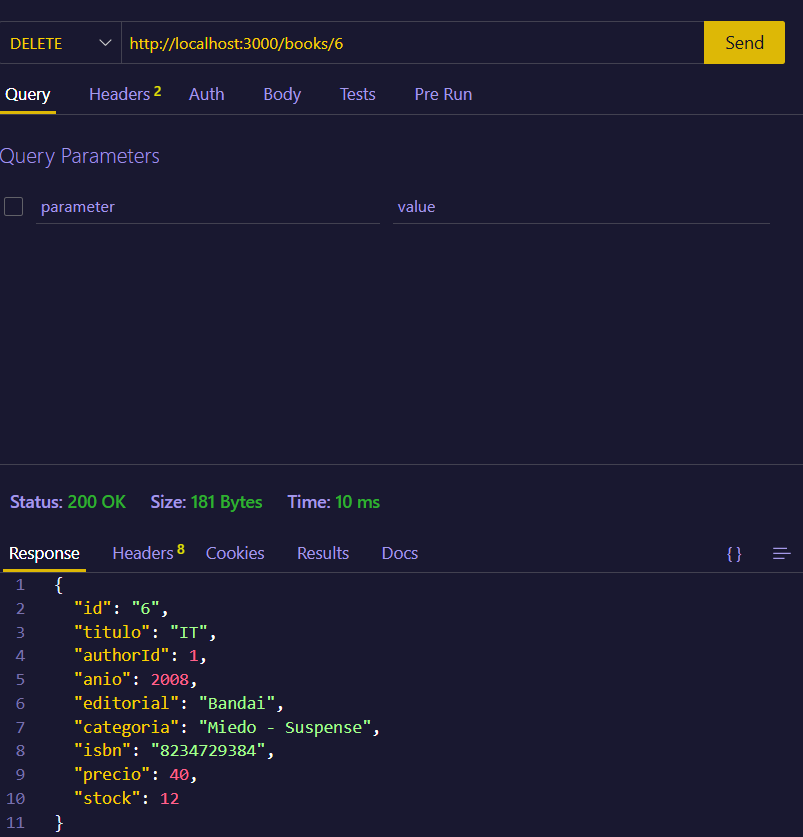 DELETE http://localhost:3000/books/6 Send
Query Headers 2 Auth Body Tests Pre Run
Query Parameters
parameter value
Status: 200 OK Size: 181 Bytes Time: 10 ms
Response Headers 8 Cookies Results Docs { }
1 {
2 "id": "6",
3 "titulo": "IT",
4 "authorId": 1,
5 "anio": 2008,
6 "editorial": "Bandai",
7 "categoria": "Miedo - Suspense",
8 "isbn": "8234729384",
9 "precio": 40,
10 "stock": 12
11 }